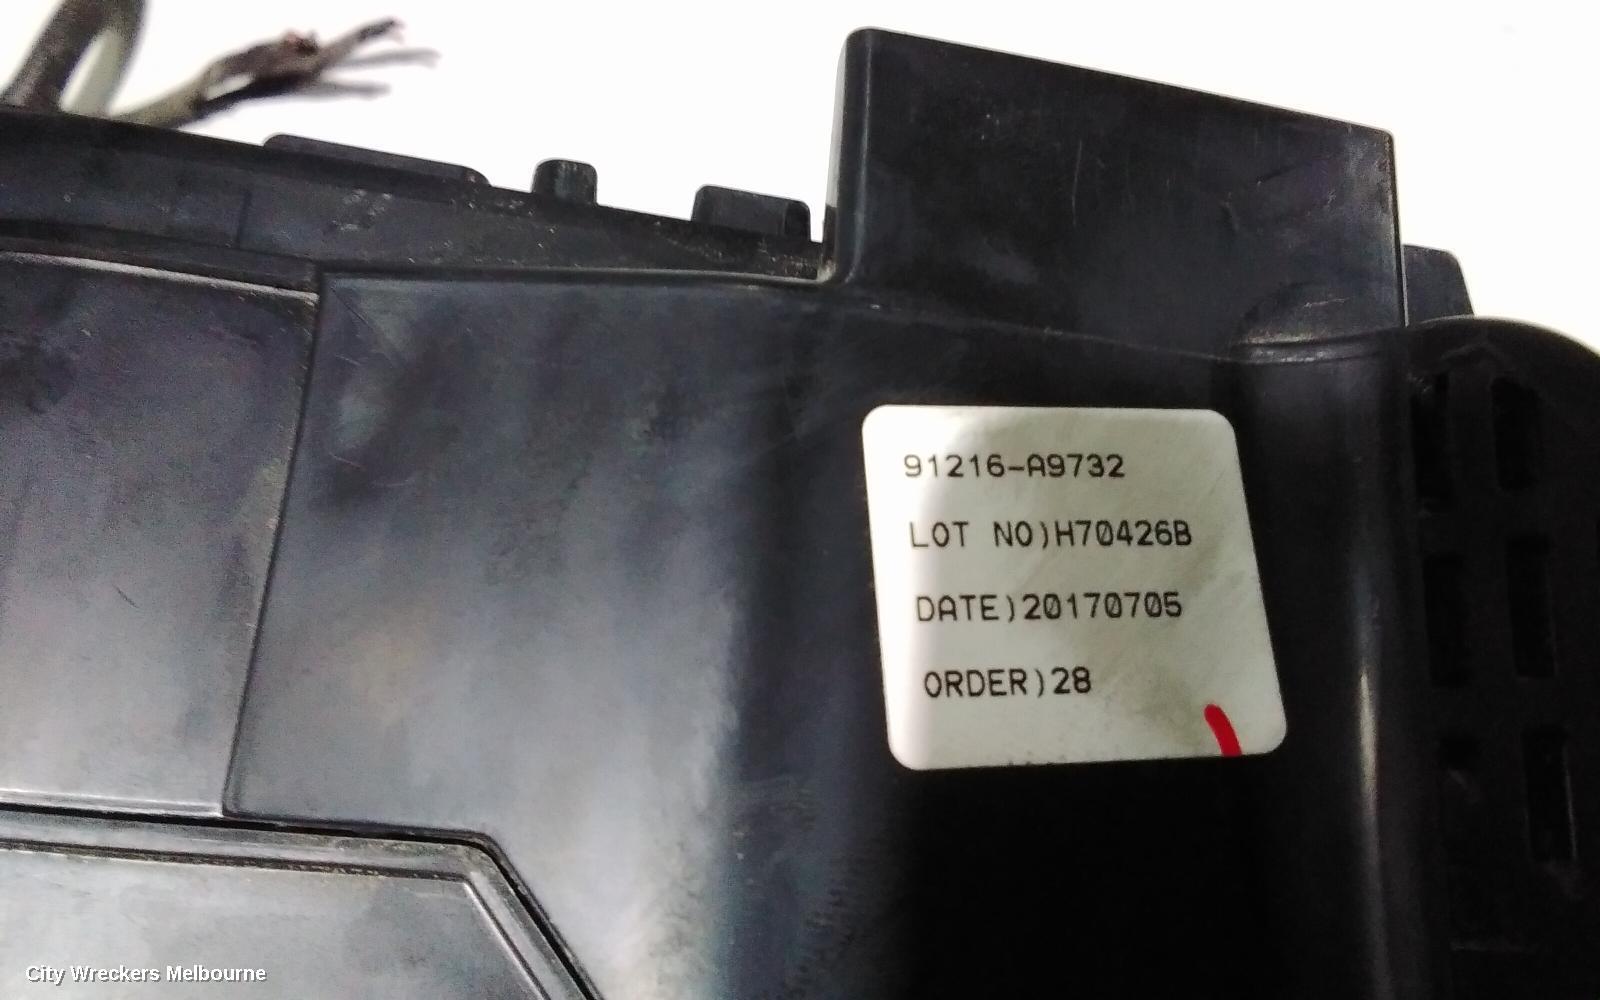 91216-A9732
LOT NO)H70426B
DATE)20170705
ORDER)28
City Wreckers Melbourne